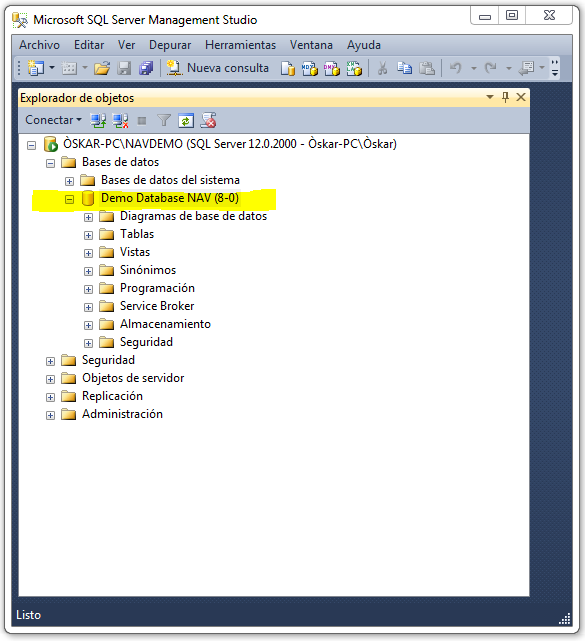 Microsoft SQL Server Management Studio
Archivo Editar Ver Depurar Herramientas Ventana Ayuda
Nueva consulta
Explorador de objetos
Conectar
ÒSKAR-PC\NAVDEMO (SQL Server 12.0.2000 - Òskar-PC\Òskar)
Bases de datos
Bases de datos del sistema
Demo Database NAV (8-0)
Diagramas de base de datos
Tablas
Vistas
Sinónimos
Programación
Service Broker
Almacenamiento
Seguridad
Seguridad
Objetos de servidor
Replicación
Administración
Listo